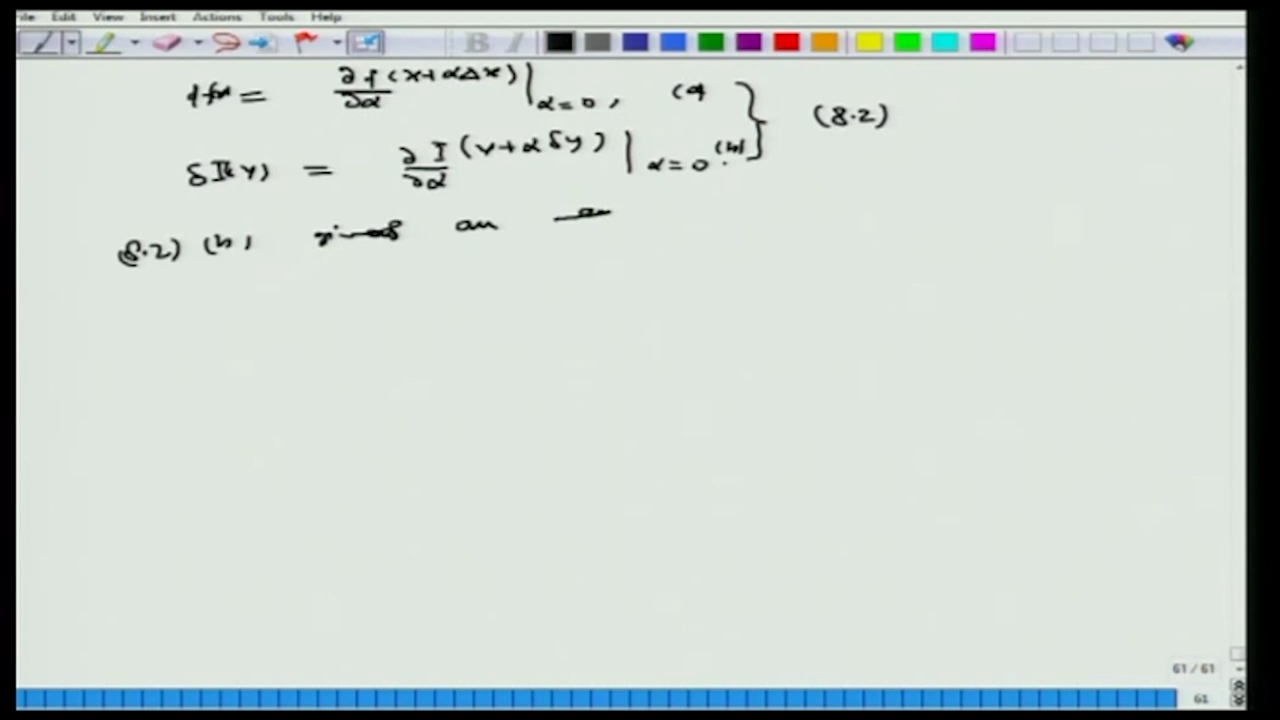 File Edit View Insert Actions Tools Help
df(x) = ∂f/∂α (x+αΔx) |α=0, (a)
(8.2)
δI(y) = ∂I/∂α (y+αδy) |α=0. (b)
(8.2) (b) gives an
61 / 61
61